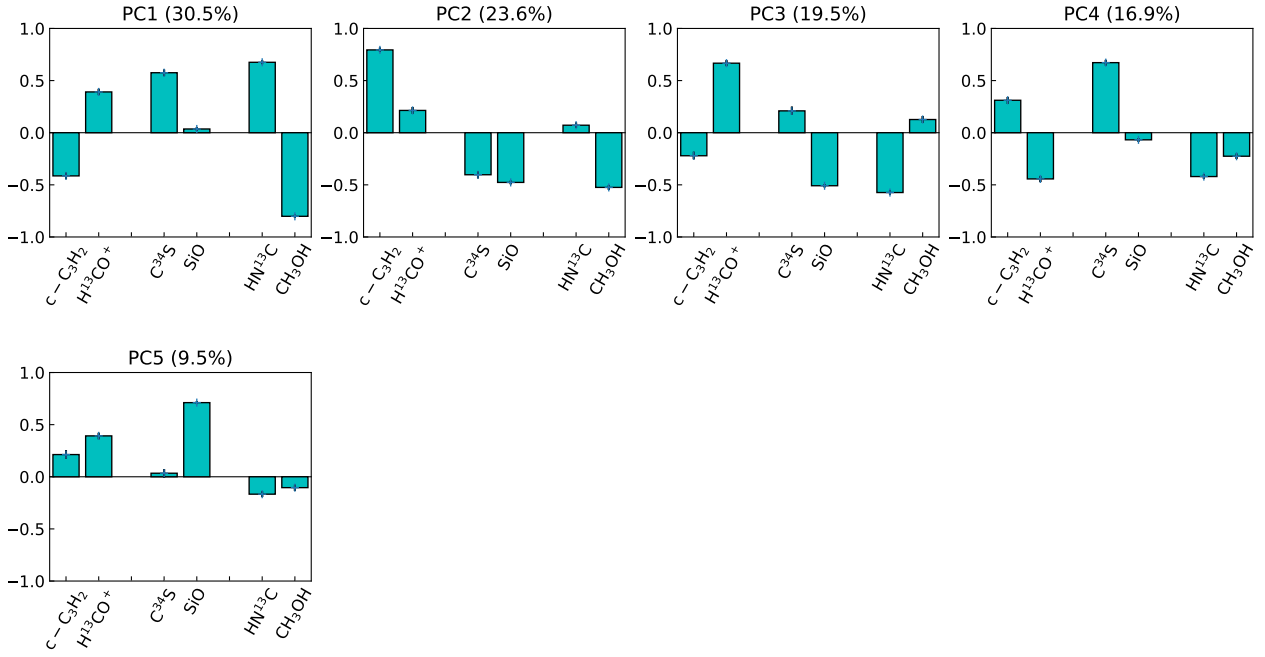 PC1 (30.5%)
1.0
0.5
0.0
−0.5
−1.0
c − C₃H₂
H¹³CO⁺
C³⁴S
SiO
HN¹³C
CH₃OH
PC2 (23.6%)
1.0
0.5
0.0
−0.5
−1.0
c − C₃H₂
H¹³CO⁺
C³⁴S
SiO
HN¹³C
CH₃OH
PC3 (19.5%)
1.0
0.5
0.0
−0.5
−1.0
c − C₃H₂
H¹³CO⁺
C³⁴S
SiO
HN¹³C
CH₃OH
PC4 (16.9%)
1.0
0.5
0.0
−0.5
−1.0
c − C₃H₂
H¹³CO⁺
C³⁴S
SiO
HN¹³C
CH₃OH
PC5 (9.5%)
1.0
0.5
0.0
−0.5
−1.0
c − C₃H₂
H¹³CO⁺
C³⁴S
SiO
HN¹³C
CH₃OH